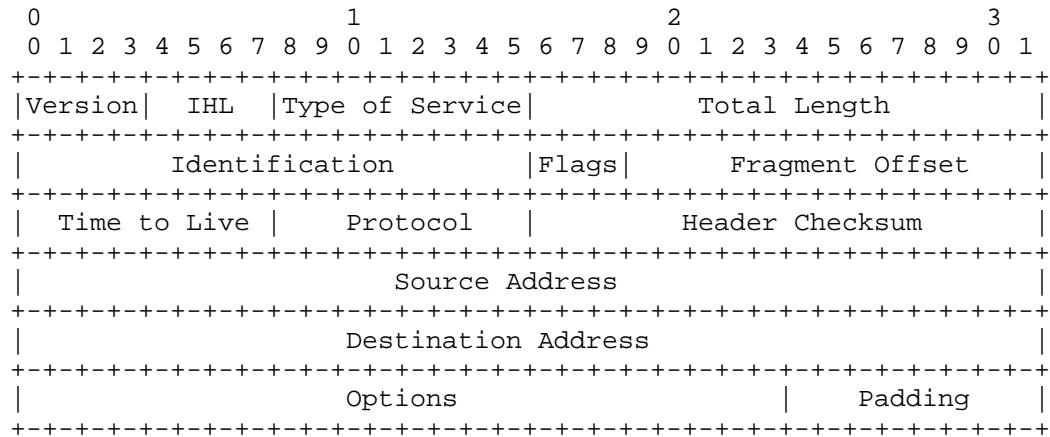 0                   1                   2                   3
 0 1 2 3 4 5 6 7 8 9 0 1 2 3 4 5 6 7 8 9 0 1 2 3 4 5 6 7 8 9 0 1
+-+-+-+-+-+-+-+-+-+-+-+-+-+-+-+-+-+-+-+-+-+-+-+-+-+-+-+-+-+-+-+-+
|Version|  IHL  |Type of Service|          Total Length         |
+-+-+-+-+-+-+-+-+-+-+-+-+-+-+-+-+-+-+-+-+-+-+-+-+-+-+-+-+-+-+-+-+
|         Identification        |Flags|      Fragment Offset    |
+-+-+-+-+-+-+-+-+-+-+-+-+-+-+-+-+-+-+-+-+-+-+-+-+-+-+-+-+-+-+-+-+
|  Time to Live |    Protocol   |         Header Checksum       |
+-+-+-+-+-+-+-+-+-+-+-+-+-+-+-+-+-+-+-+-+-+-+-+-+-+-+-+-+-+-+-+-+
|                       Source Address                          |
+-+-+-+-+-+-+-+-+-+-+-+-+-+-+-+-+-+-+-+-+-+-+-+-+-+-+-+-+-+-+-+-+
|                    Destination Address                        |
+-+-+-+-+-+-+-+-+-+-+-+-+-+-+-+-+-+-+-+-+-+-+-+-+-+-+-+-+-+-+-+-+
|                    Options                    |    Padding    |
+-+-+-+-+-+-+-+-+-+-+-+-+-+-+-+-+-+-+-+-+-+-+-+-+-+-+-+-+-+-+-+-+